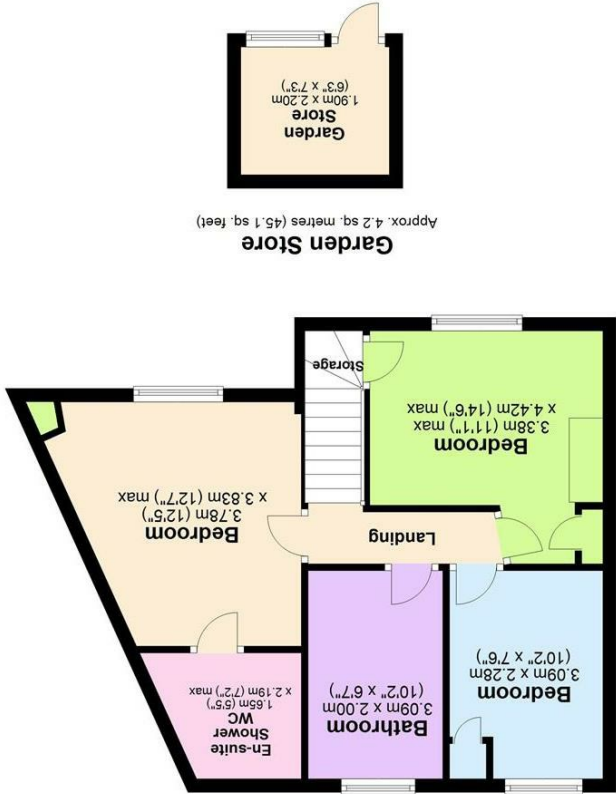 Bedroom
3.09m x 2.28m
(10'2" x 7'6")
Bathroom
3.09m x 2.00m
(10'2" x 6'7")
En-suite
Shower
WC
1.65m (5'5")
x 2.19m (7'2") max
Landing
Bedroom
3.38m (11'1") max
x 4.42m (14'6") max
Bedroom
3.78m (12'5")
x 3.83m (12'7") max
Storage
Garden Store
Approx. 4.2 sq. metres (45.1 sq. feet)
Garden
Store
1.90m x 2.20m
(6'3" x 7'3")